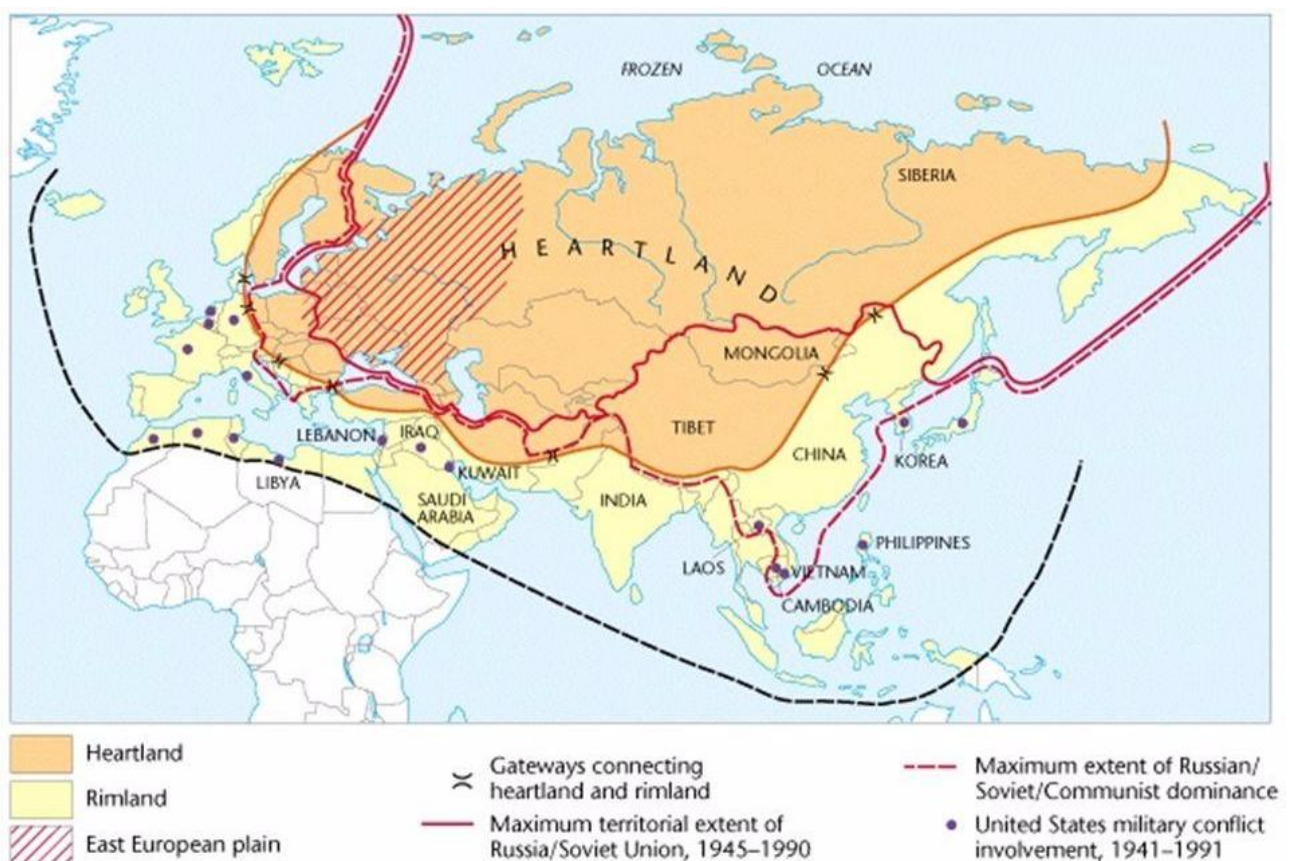 FROZEN OCEAN
SIBERIA
HEARTLAND
MONGOLIA
TIBET
LEBANON
IRAQ
CHINA
KOREA
KUWAIT
LIBYA
SAUDI
ARABIA
INDIA
PHILIPPINES
LAOS
VIETNAM
CAMBODIA
Heartland
Rimland
East European plain
Gateways connecting
heartland and rimland
Maximum territorial extent of
Russia/Soviet Union, 1945–1990
Maximum extent of Russian/
Soviet/Communist dominance
United States military conflict
involvement, 1941–1991